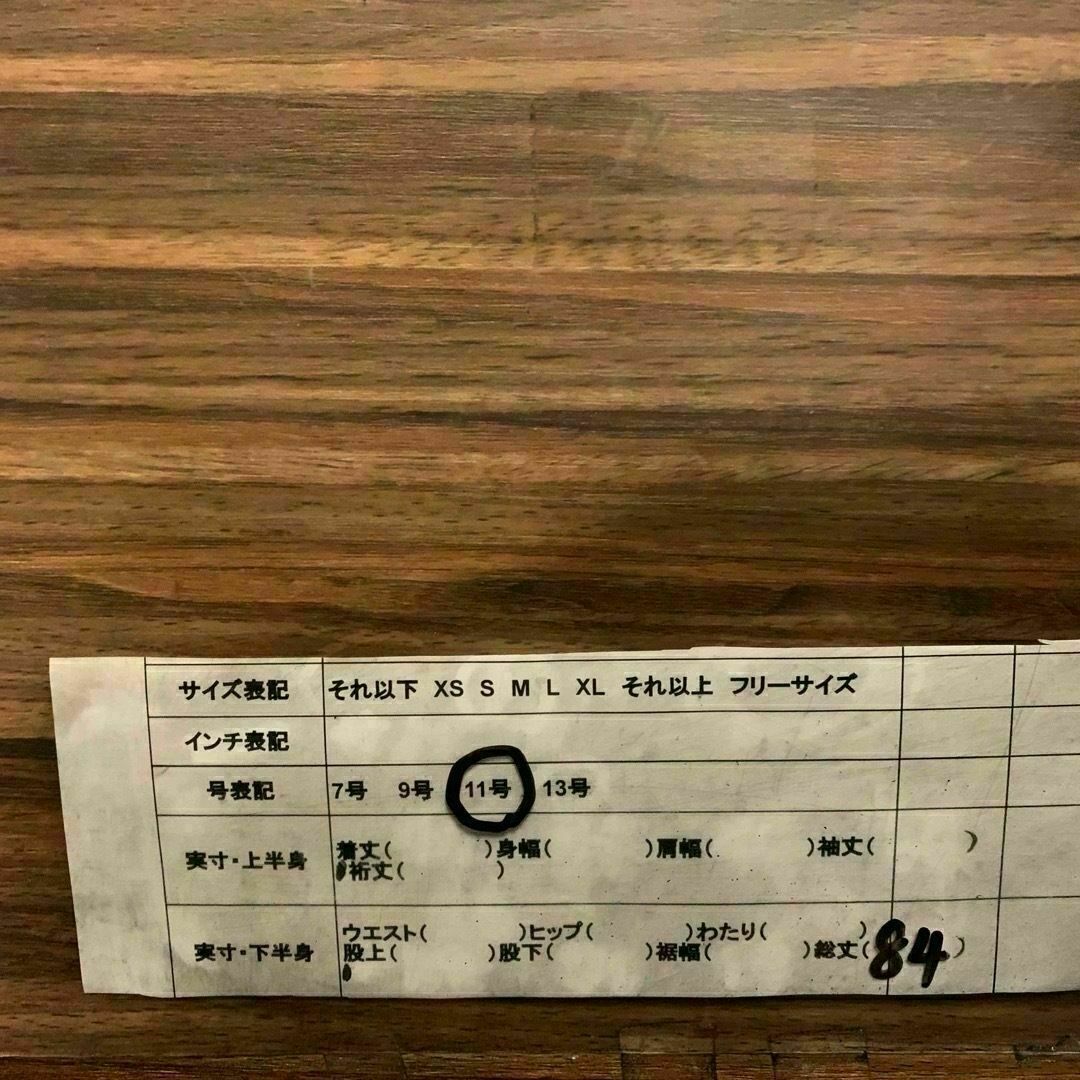 サイズ表記 それ以下 XS S M L XL それ以上 フリーサイズ
インチ表記
号表記 7号 9号 11号 13号
実寸・上半身 着丈( )身幅( )肩幅( )袖丈( )
裄丈( )
実寸・下半身 ウエスト( )ヒップ( )わたり( )
股上( )股下( )裾幅( )総丈(84)